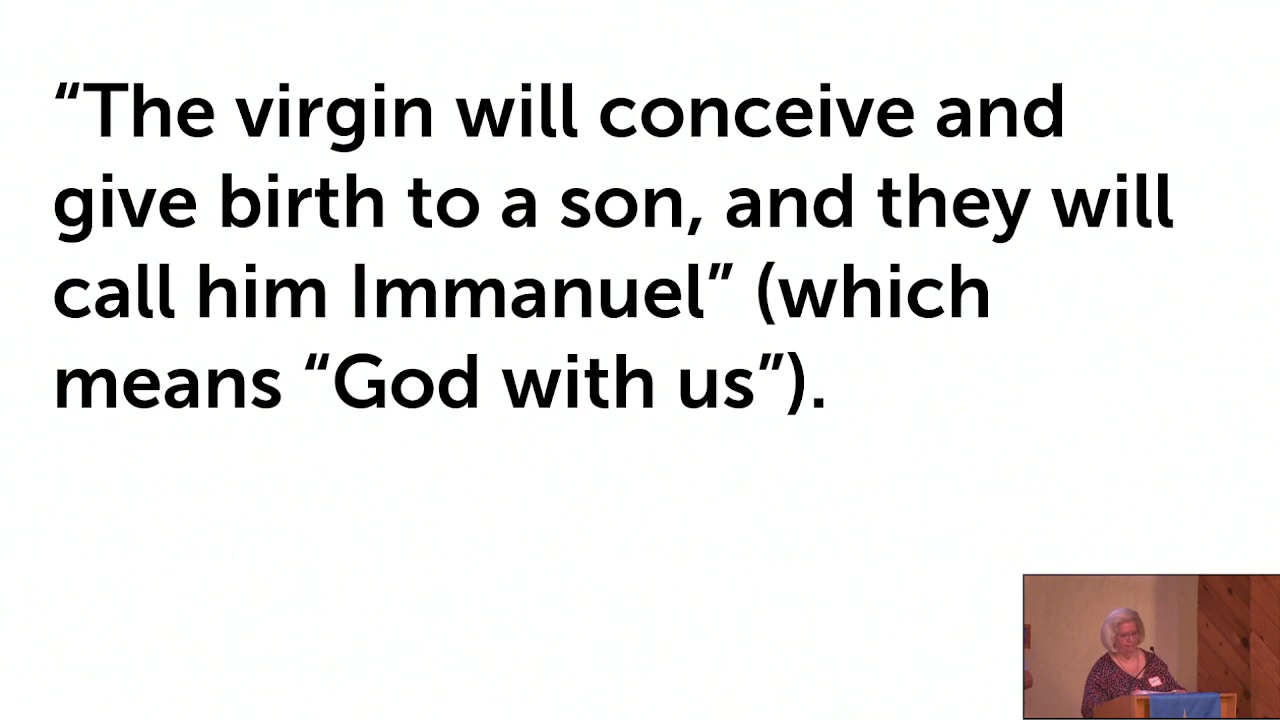 “The virgin will conceive and
give birth to a son, and they will
call him Immanuel” (which
means “God with us”).